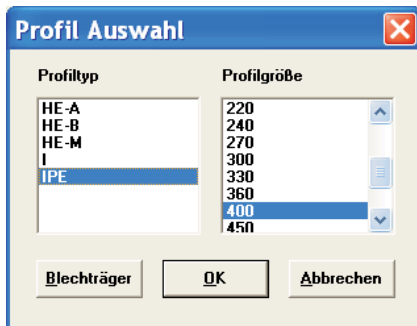 Profil Auswahl
Profiltyp
Profilgröße
HE-A
HE-B
HE-M
I
IPE
220
240
270
300
330
360
400
450
Blechträger
OK
Abbrechen